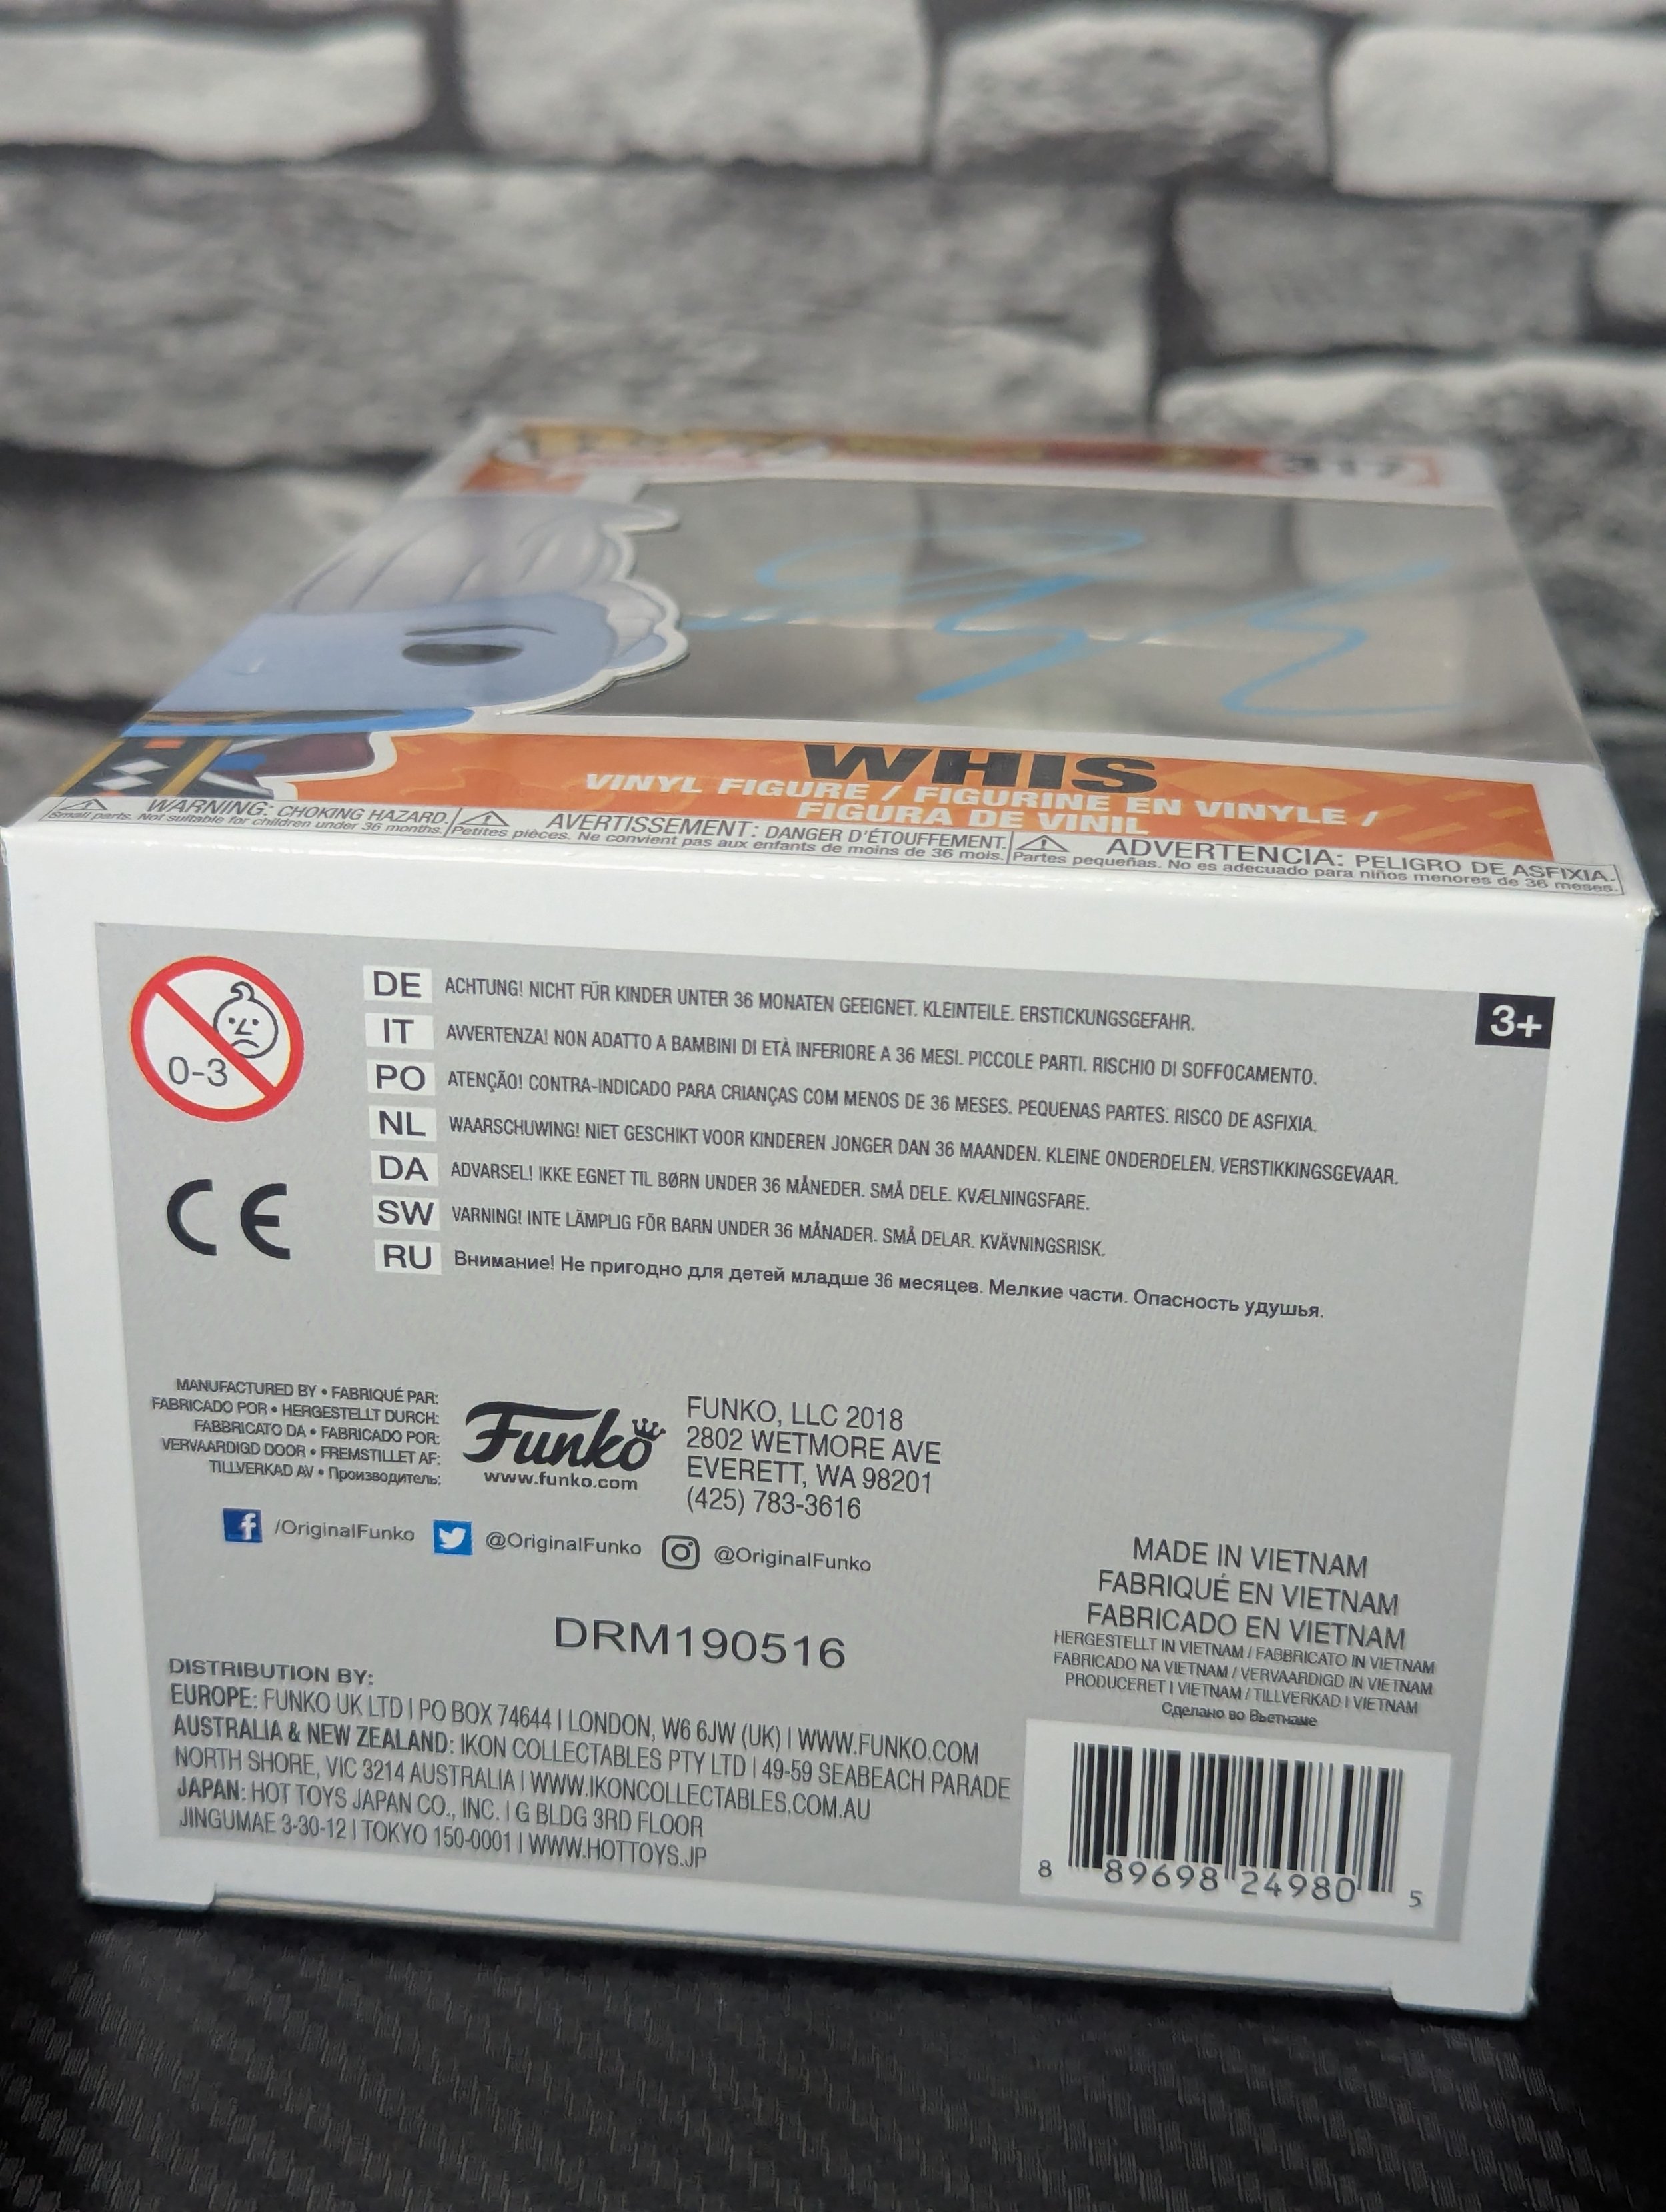 317
WHIS
VINYL FIGURE / FIGURINE EN VINYLE /
FIGURA DE VINIL
WARNING: CHOKING HAZARD.
Small parts. Not suitable for children under 36 months.
AVERTISSEMENT: DANGER D'ÉTOUFFEMENT.
Petites pièces. Ne convient pas aux enfants de moins de 36 mois.
ADVERTENCIA: PELIGRO DE ASFIXIA.
Partes pequeñas. No es adecuado para niños menores de 36 meses.
0-3
3+
DE ACHTUNG! NICHT FÜR KINDER UNTER 36 MONATEN GEEIGNET. KLEINTEILE. ERSTICKUNGSGEFAHR.
IT AVVERTENZA! NON ADATTO A BAMBINI DI ETÀ INFERIORE A 36 MESI. PICCOLE PARTI. RISCHIO DI SOFFOCAMENTO.
PO ATENÇÃO! CONTRA-INDICADO PARA CRIANÇAS COM MENOS DE 36 MESES. PEQUENAS PARTES. RISCO DE ASFIXIA.
NL WAARSCHUWING! NIET GESCHIKT VOOR KINDEREN JONGER DAN 36 MAANDEN. KLEINE ONDERDELEN. VERSTIKKINGSGEVAAR.
DA ADVARSEL! IKKE EGNET TIL BØRN UNDER 36 MÅNEDER. SMÅ DELE. KVÆLNINGSFARE.
SW VARNING! INTE LÄMPLIG FÖR BARN UNDER 36 MÅNADER. SMÅ DELAR. KVÄVNINGSRISK.
RU Внимание! Не пригодно для детей младше 36 месяцев. Мелкие части. Опасность удушья.
CE
MANUFACTURED BY • FABRIQUÉ PAR:
FABRICADO POR • HERGESTELLT DURCH:
FABBRICATO DA • FABRICADO POR:
VERVAARDIGD DOOR • FREMSTILLET AF:
TILLVERKAD AV • Производитель:
Funko
www.funko.com
FUNKO, LLC 2018
2802 WETMORE AVE
EVERETT, WA 98201
(425) 783-3616
/OriginalFunko @OriginalFunko @OriginalFunko
MADE IN VIETNAM
FABRIQUÉ EN VIETNAM
FABRICADO EN VIETNAM
HERGESTELLT IN VIETNAM / FABBRICATO IN VIETNAM
FABRICADO NA VIETNAM / VERVAARDIGD IN VIETNAM
PRODUCERET I VIETNAM / TILLVERKAD I VIETNAM
Сделано во Вьетнаме
DRM190516
DISTRIBUTION BY:
EUROPE: FUNKO UK LTD | PO BOX 74644 | LONDON, W6 6JW (UK) | WWW.FUNKO.COM
AUSTRALIA & NEW ZEALAND: IKON COLLECTABLES PTY LTD | 49-59 SEABEACH PARADE
NORTH SHORE, VIC 3214 AUSTRALIA | WWW.IKONCOLLECTABLES.COM.AU
JAPAN: HOT TOYS JAPAN CO., INC. | G BLDG 3RD FLOOR
JINGUMAE 3-30-12 | TOKYO 150-0001 | WWW.HOTTOYS.JP
8 89698 24980 5